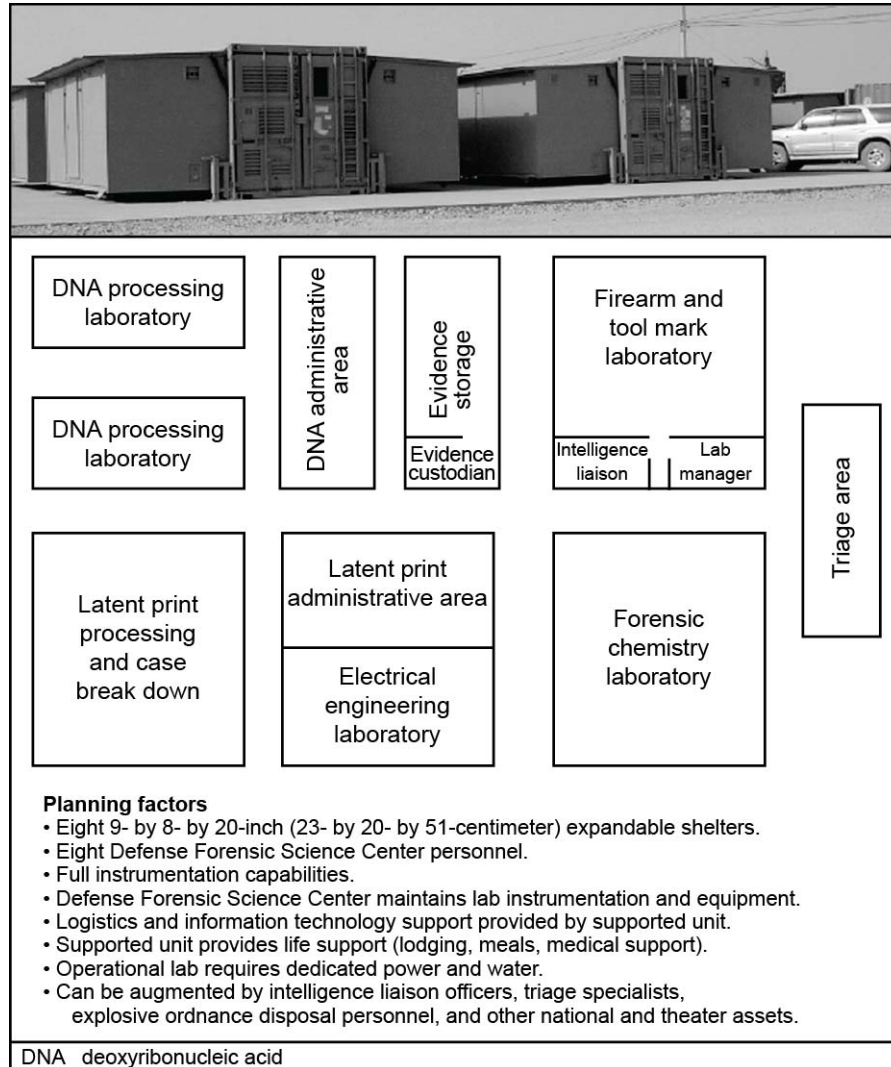 DNA processing
laboratory
DNA administrative
area
Evidence
storage
Evidence
custodian
Firearm and
tool mark
laboratory
Intelligence
liaison
Lab
manager
DNA processing
laboratory
Triage area
Latent print
processing
and case
break down
Latent print
administrative area
Electrical
engineering
laboratory
Forensic
chemistry
laboratory
Planning factors
• Eight 9- by 8- by 20-inch (23- by 20- by 51-centimeter) expandable shelters.
• Eight Defense Forensic Science Center personnel.
• Full instrumentation capabilities.
• Defense Forensic Science Center maintains lab instrumentation and equipment.
• Logistics and information technology support provided by supported unit.
• Supported unit provides life support (lodging, meals, medical support).
• Operational lab requires dedicated power and water.
• Can be augmented by intelligence liaison officers, triage specialists,
explosive ordnance disposal personnel, and other national and theater assets.
DNA deoxyribonucleic acid